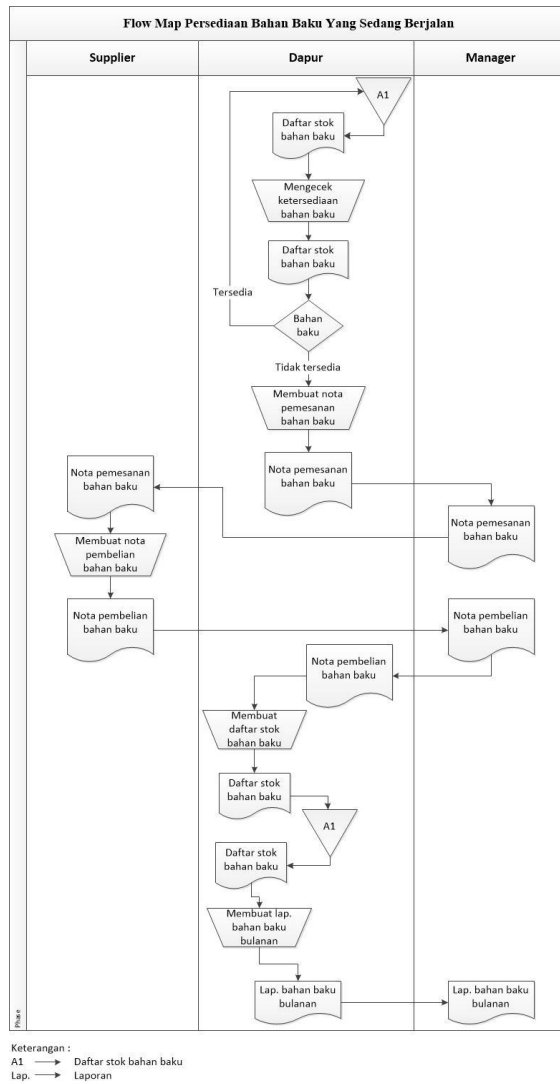 Flow Map Persediaan Bahan Baku Yang Sedang Berjalan
Supplier
Dapur
Manager
A1
Daftar stok
bahan baku
Mengecek
ketersediaan
bahan baku
Daftar stok
bahan baku
Tersedia
Bahan
baku
Tidak tersedia
Membuat nota
pemesanan
bahan baku
Nota pemesanan
bahan baku
Nota pemesanan
bahan baku
Nota pemesanan
bahan baku
Membuat nota
pembelian
bahan baku
Nota pembelian
bahan baku
Nota pembelian
bahan baku
Nota pembelian
bahan baku
Membuat
daftar stok
bahan baku
Daftar stok
bahan baku
A1
Daftar stok
bahan baku
Membuat lap.
bahan baku
bulanan
Lap. bahan baku
bulanan
Lap. bahan baku
bulanan
Phase
Keterangan :
A1 → Daftar stok bahan baku
Lap. → Laporan